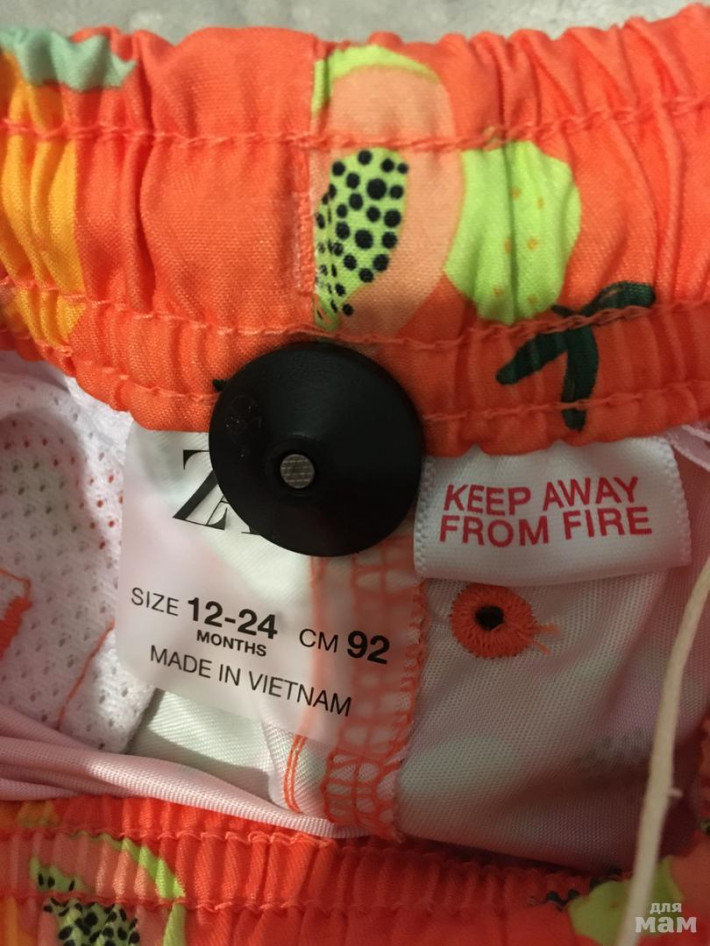 KEEP AWAY
FROM FIRE
SIZE 12-24 CM 92
MONTHS
MADE IN VIETNAM
для
мам